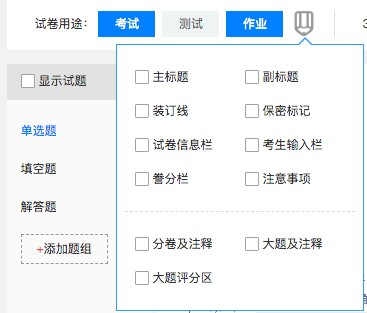 试卷用途： 考试 测试 作业
显示试题
单选题
填空题
解答题
+添加题组
主标题 副标题
装订线 保密标记
试卷信息栏 考生输入栏
誊分栏 注意事项
分卷及注释 大题及注释
大题评分区